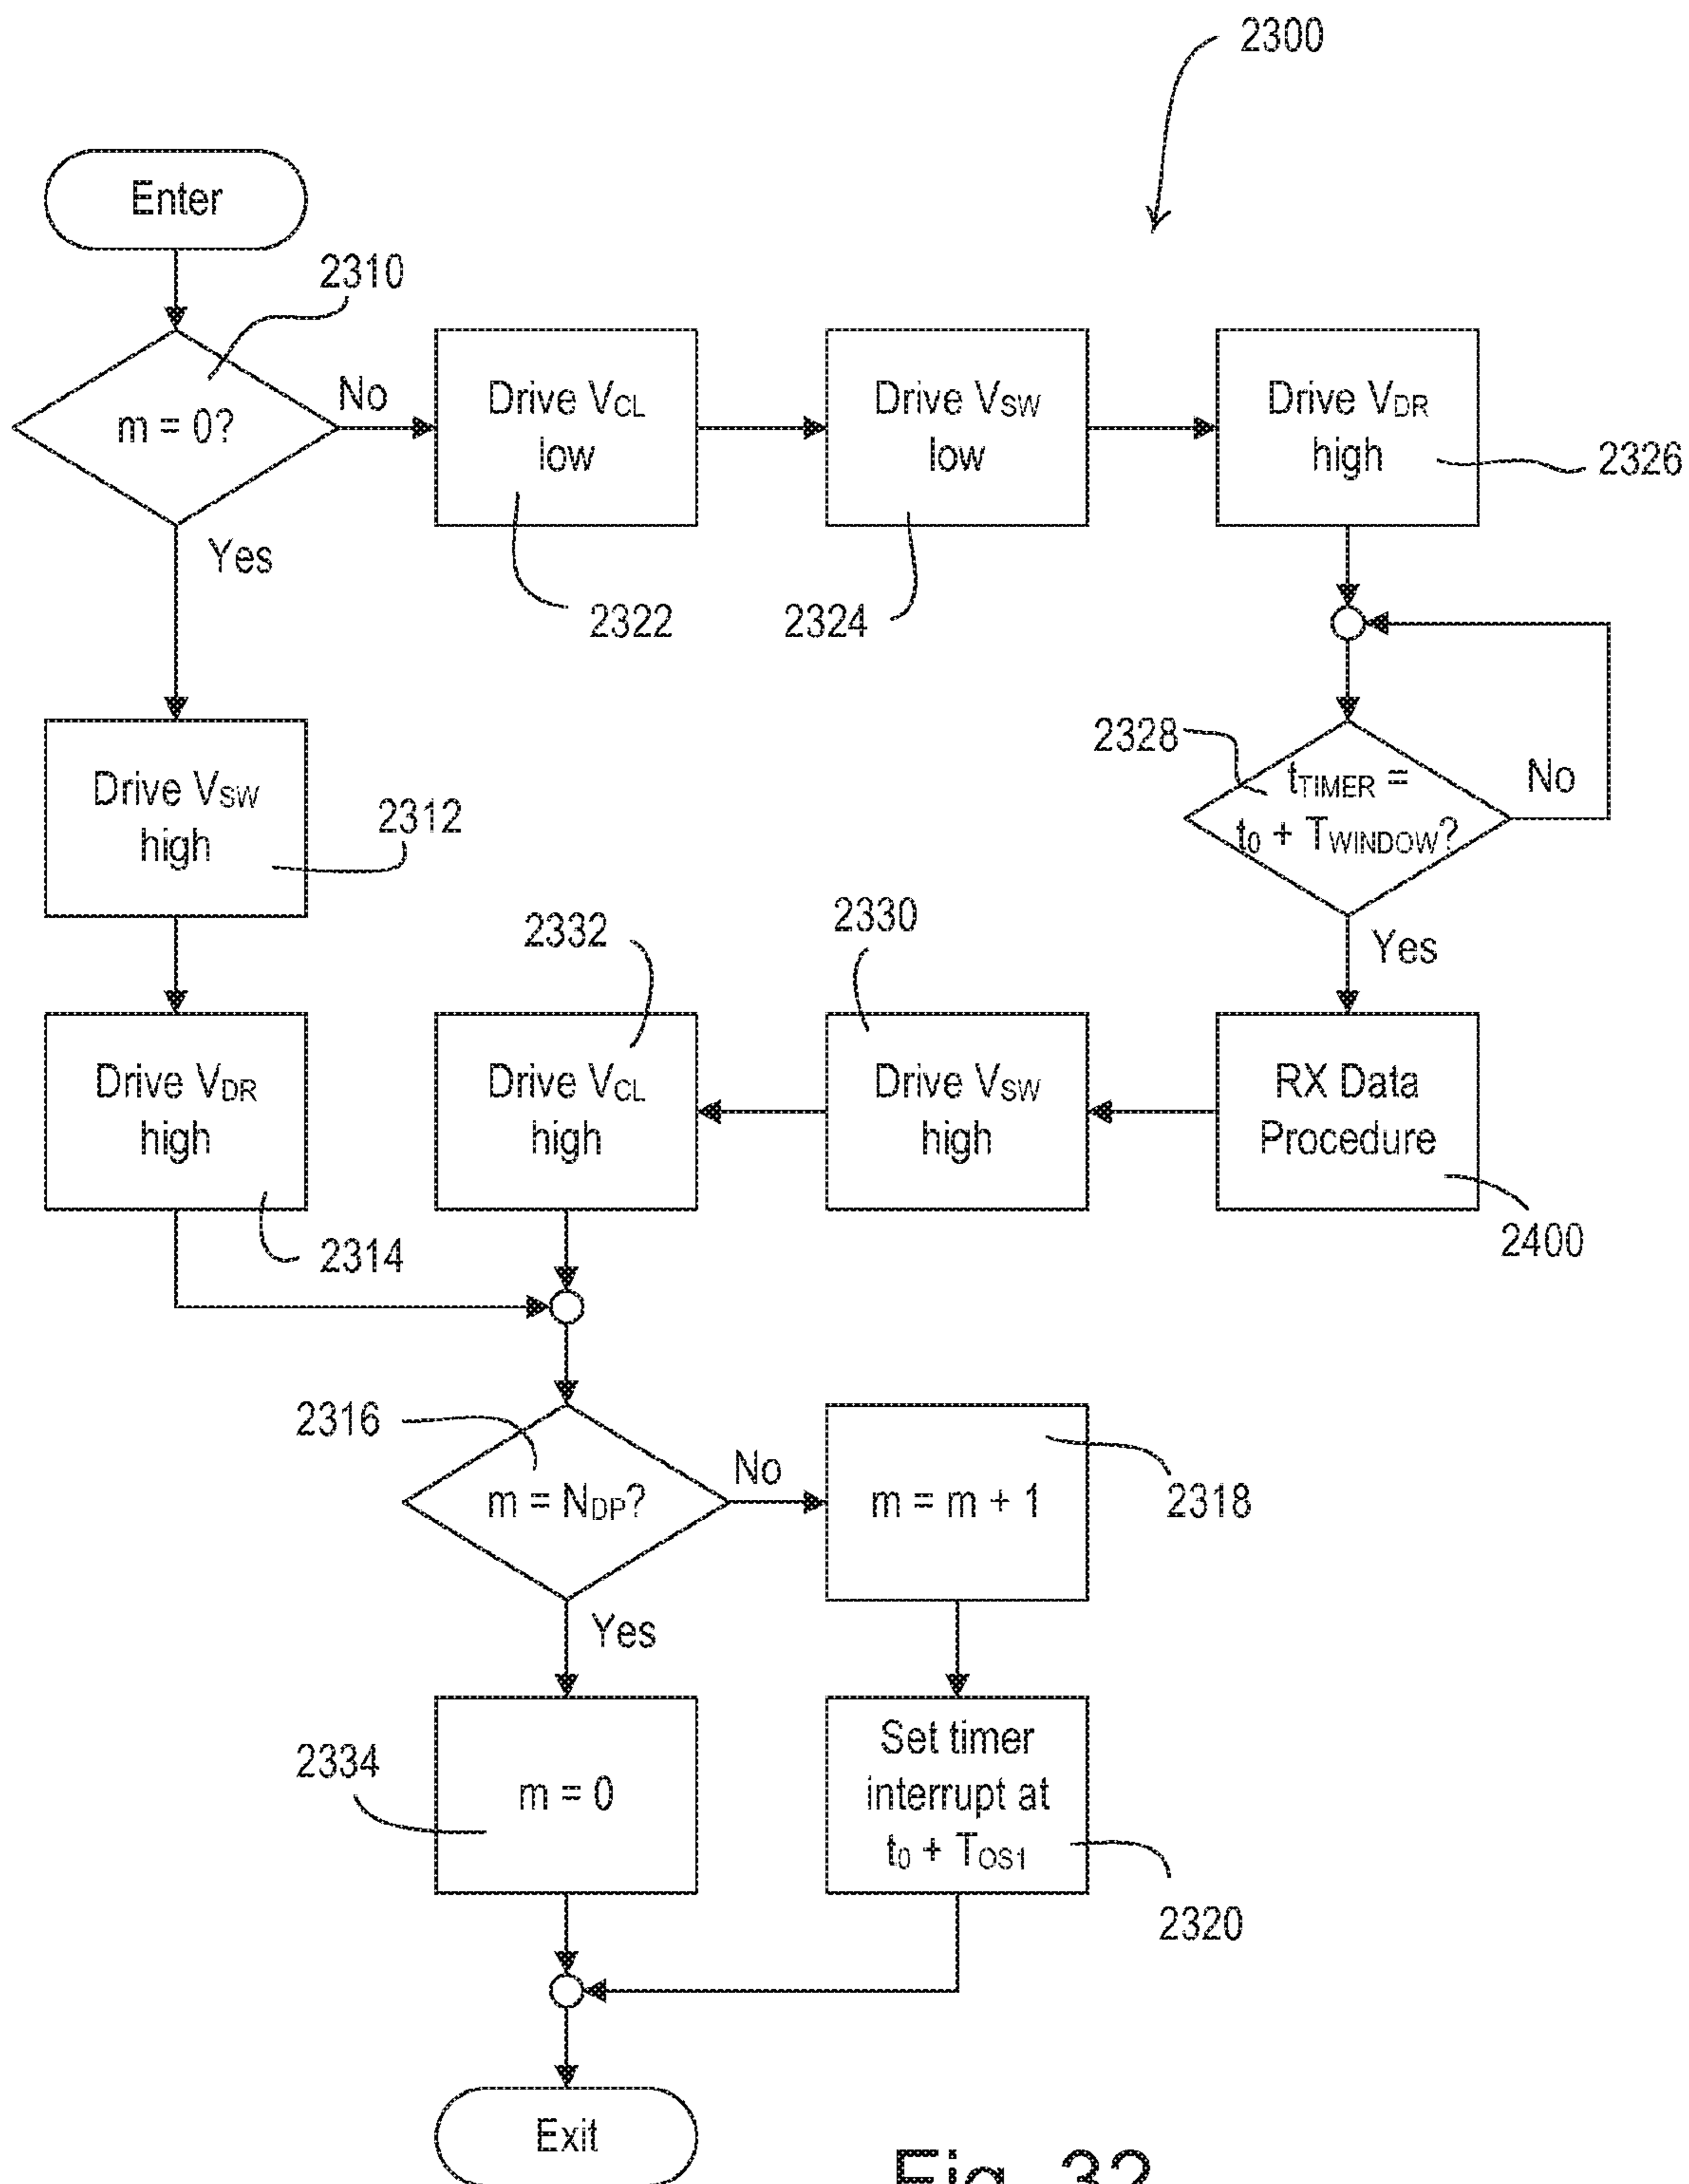 2300
Enter
2310
m = 0?
No
Yes
Drive VCL
low
2322
Drive VSW
low
2324
Drive VDR
high
2326
2328
tTIMER =
t0 + TWINDOW?
No
Yes
Drive VSW
high
2312
Drive VDR
high
2314
2332
Drive VCL
high
2330
Drive VSW
high
RX Data
Procedure
2400
2316
m = NDP?
No
Yes
m = m + 1
2318
2334
m = 0
Set timer
interrupt at
t0 + TOS1
2320
Exit
Fig. 32